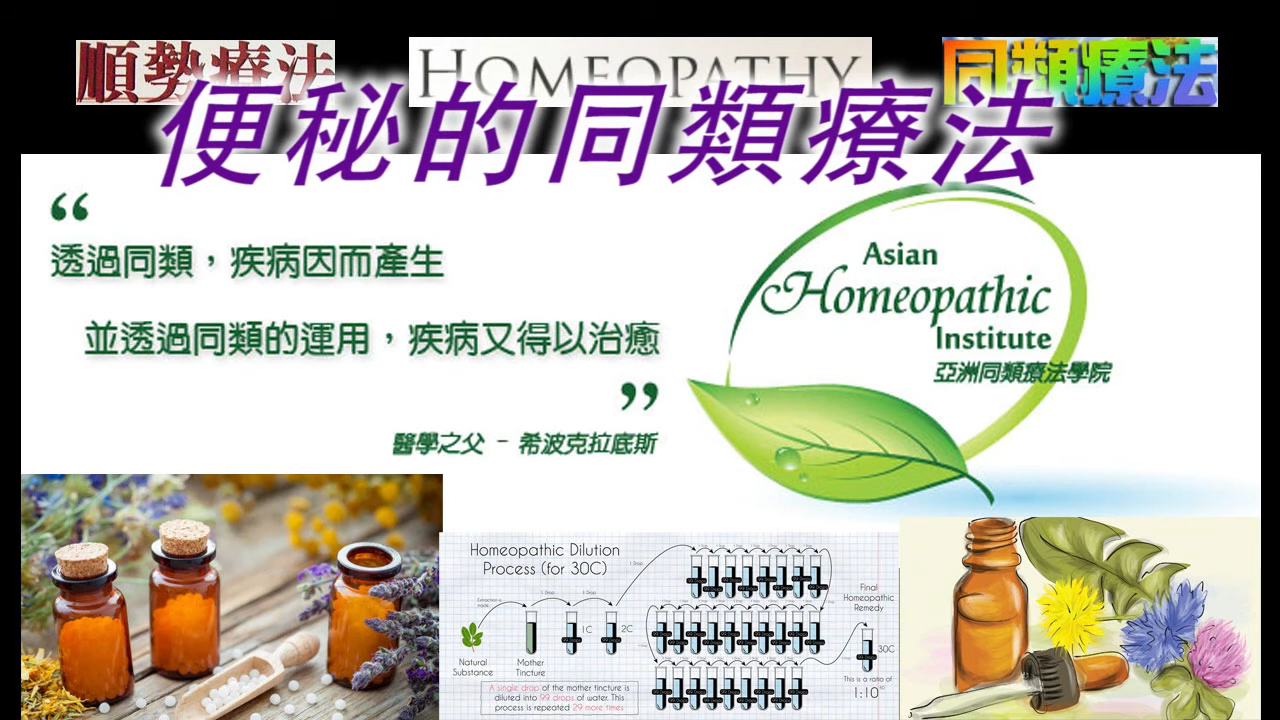 順勢療法
HOMEOPATHY
同類療法
便秘的同類療法
“
透過同類，疾病因而產生
並透過同類的運用，疾病又得以治癒
”
醫學之父 - 希波克拉底斯
Asian
Homeopathic
Institute
亞洲同類療法學院
Homeopathic Dilution
Process (for 30C)
Natural
Substance
Mother
Tincture
1C
2C
A single drop of the mother tincture is
diluted into 99 drops of water. This
process is repeated 29 more times
Final
Homeopathic
Remedy
30C
This is a ratio of